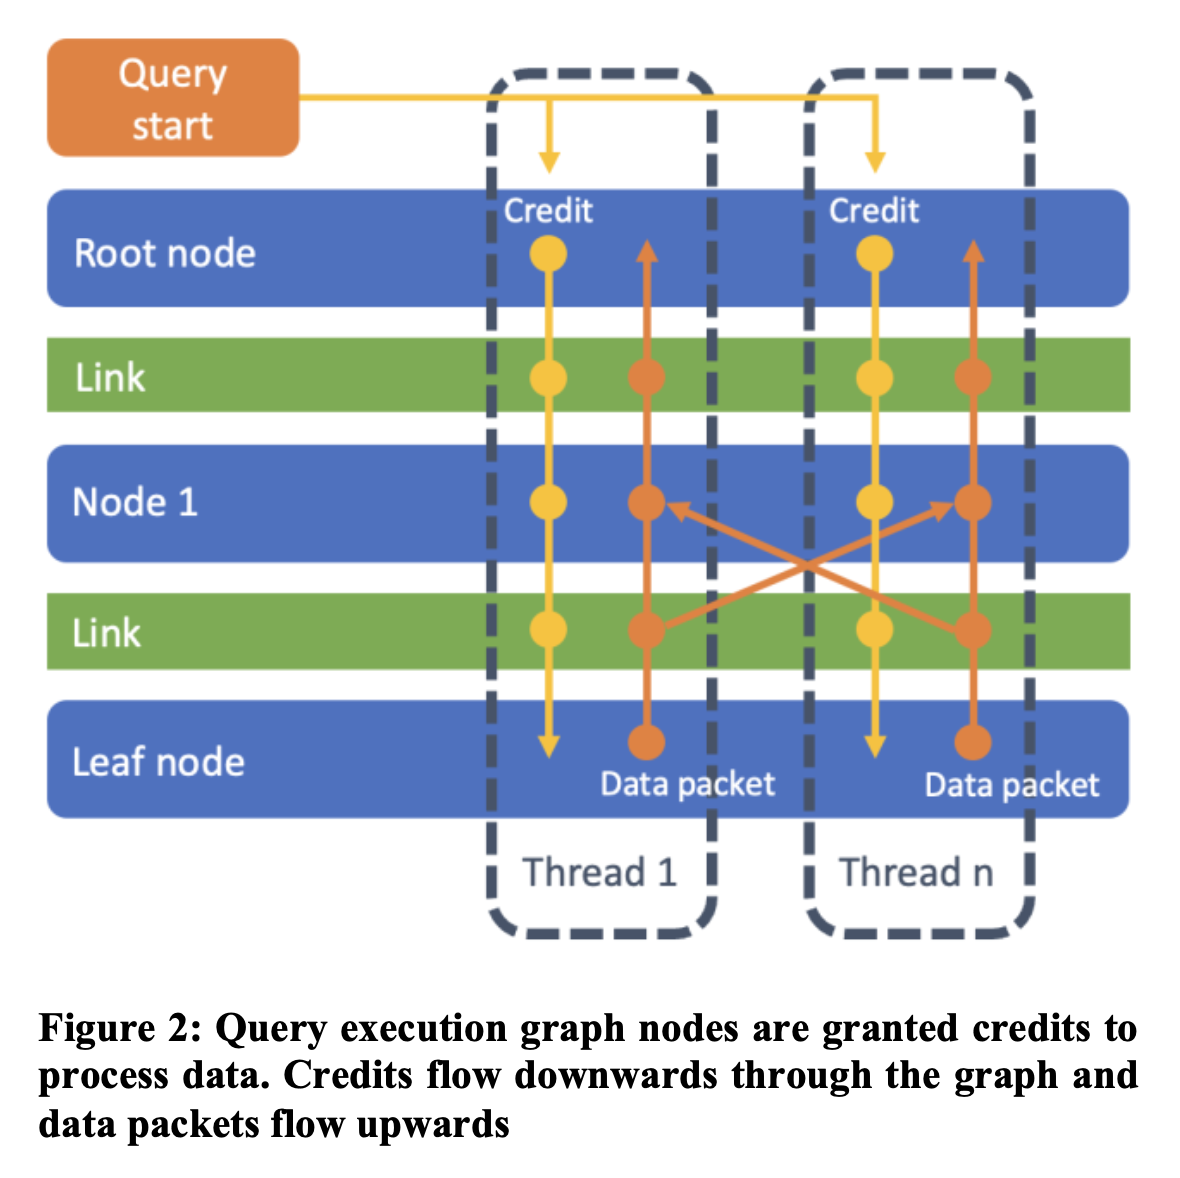 Query
start
Credit
Credit
Root node
Link
Node 1
Link
Leaf node
Data packet
Data packet
Thread 1
Thread n
Figure 2: Query execution graph nodes are granted credits to
process data. Credits flow downwards through the graph and
data packets flow upwards